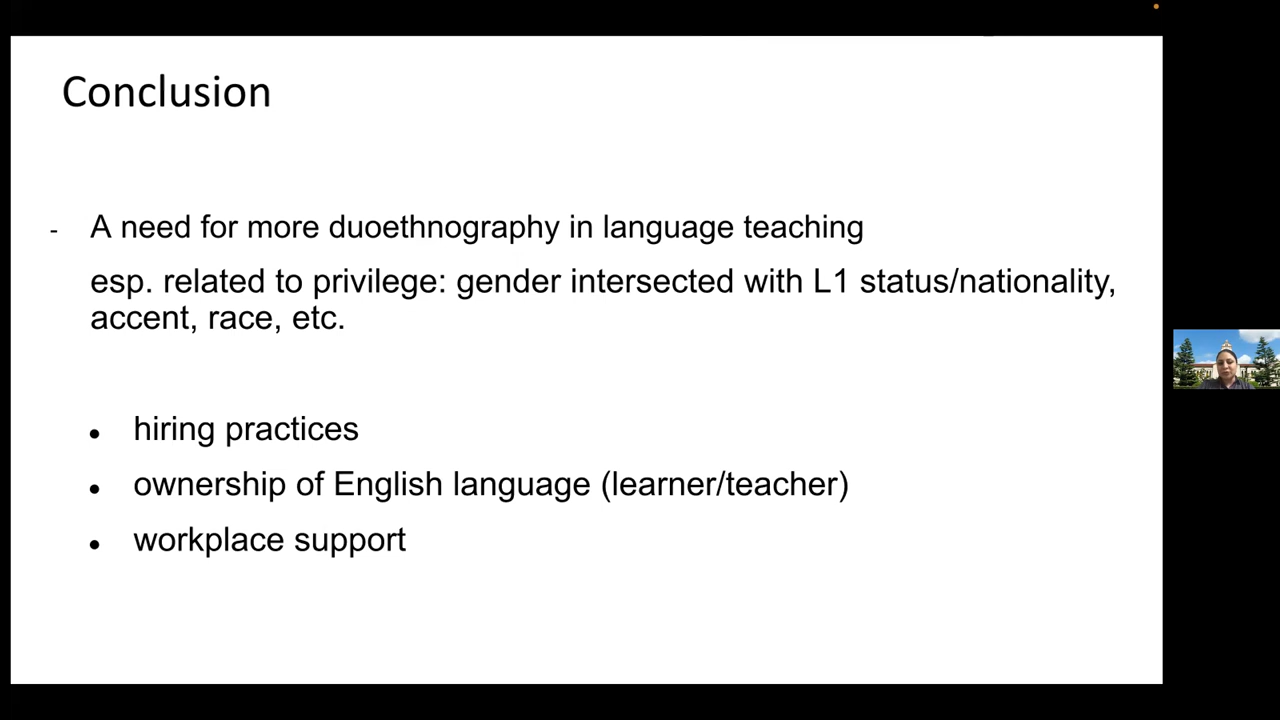 Conclusion
- A need for more duoethnography in language teaching
esp. related to privilege: gender intersected with L1 status/nationality,
accent, race, etc.
● hiring practices
● ownership of English language (learner/teacher)
● workplace support